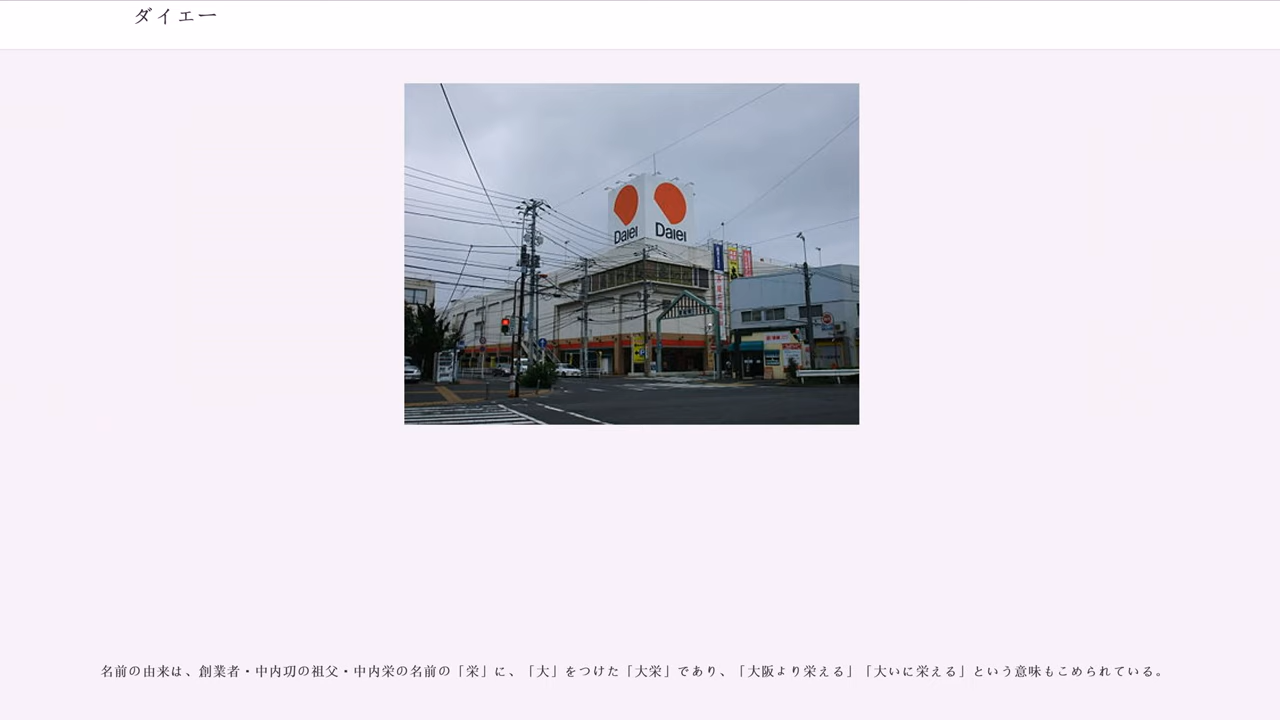 ダイエー
Daiei Daiei
名前の由来は、創業者・中内㓛の祖父・中内栄の名前の「栄」に、「大」をつけた「大栄」であり、「大阪より栄える」「大いに栄える」という意味もこめられている。